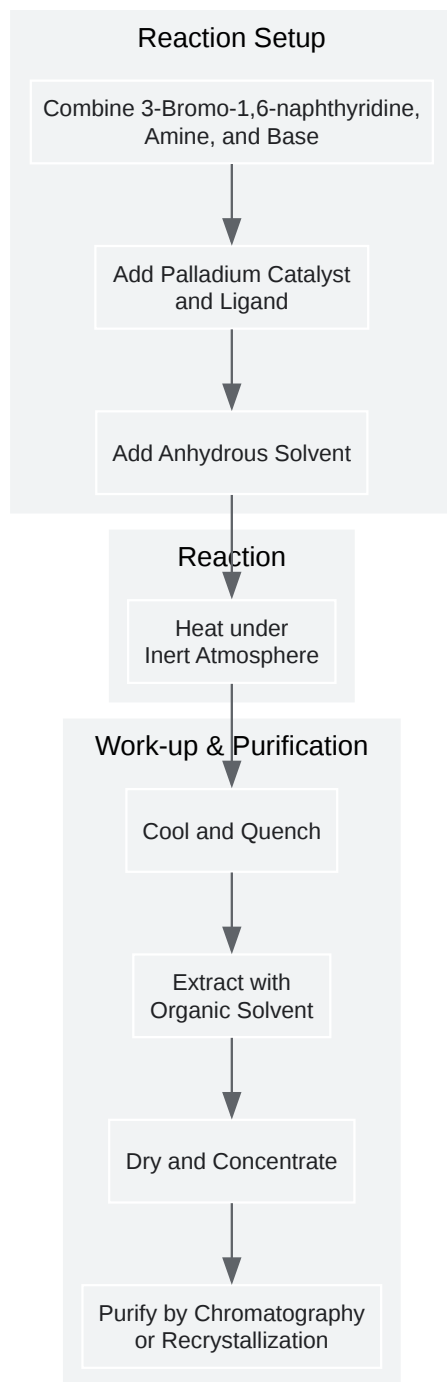 Reaction Setup
Combine 3-Bromo-1,6-naphthyridine,
Amine, and Base
Add Palladium Catalyst
and Ligand
Add Anhydrous Solvent
Reaction
Heat under
Inert Atmosphere
Work-up & Purification
Cool and Quench
Extract with
Organic Solvent
Dry and Concentrate
Purify by Chromatography
or Recrystallization